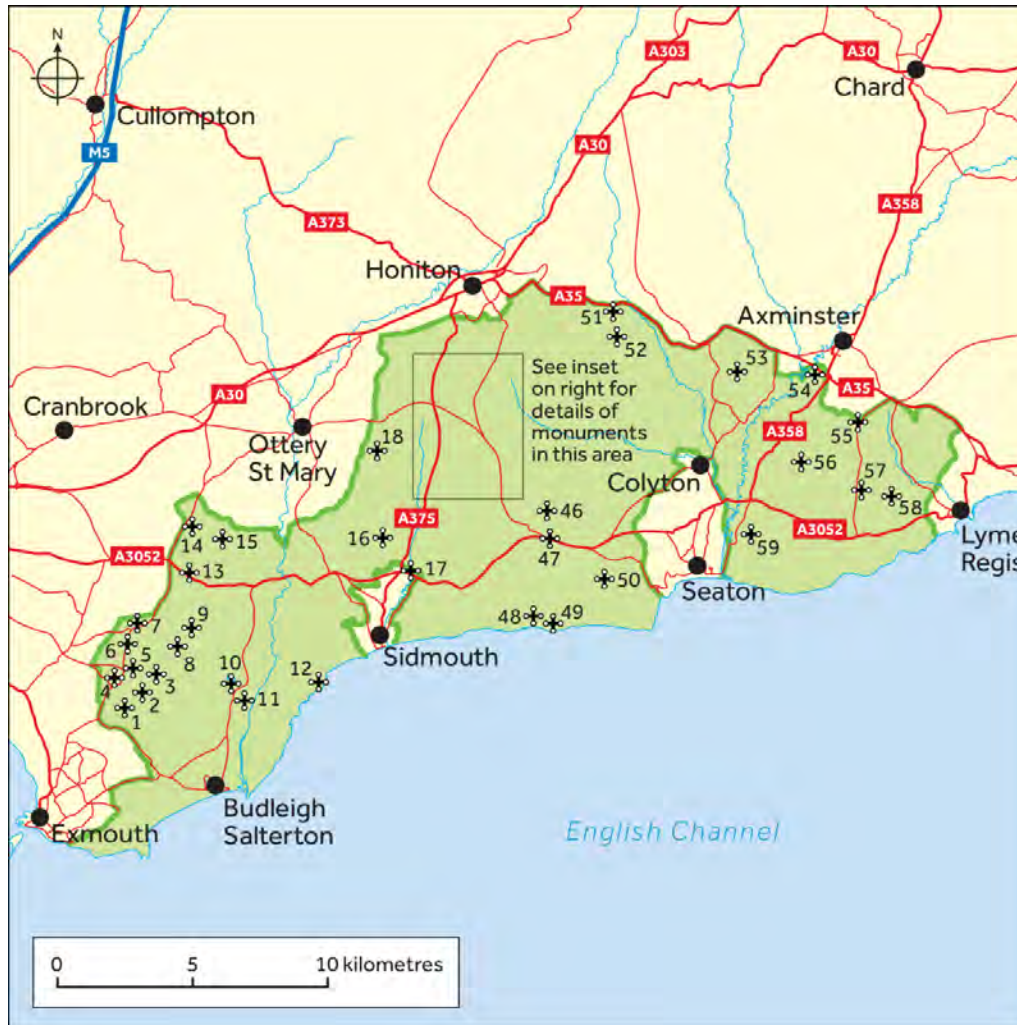 N
A303
A30
Chard
Cullompton
M5
A30
A373
A358
Honiton
A35
Axminster
51
52
53
54
A35
See inset
on right for
details of
monuments
in this area
A30
Cranbrook
Ottery
St Mary
18
A358
55
56
Colyton
57
58
A375
46
14
15
16
47
A3052
59
Lyme
Regis
A3052
13
17
50
Seaton
7
9
48
49
6
5
8
Sidmouth
4
3
10
12
2
11
1
Budleigh
Salterton
Exmouth
English Channel
0
5
10 kilometres